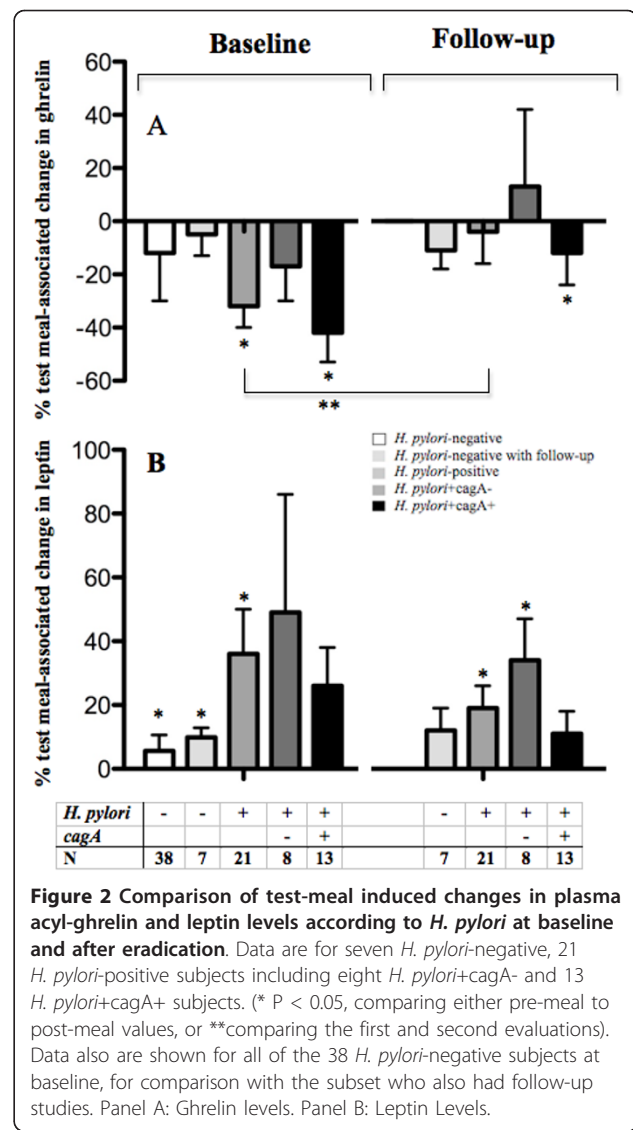 Baseline Follow-up
% test meal-associated change in ghrelin
60
40
20
0
-20
-40
-60
A
* * *
**
% test meal-associated change in leptin
100
80
60
40
20
0
B
H. pylori-negative
H. pylori-negative with follow-up
H. pylori-positive
H. pylori+cagA-
H. pylori+cagA+
* * * * *
H. pylori - - + + + - + + +
cagA - + - +
N 38 7 21 8 13 7 21 8 13
Figure 2 Comparison of test-meal induced changes in plasma
acyl-ghrelin and leptin levels according to H. pylori at baseline
and after eradication. Data are for seven H. pylori-negative, 21
H. pylori-positive subjects including eight H. pylori+cagA- and 13
H. pylori+cagA+ subjects. (* P < 0.05, comparing either pre-meal to
post-meal values, or **comparing the first and second evaluations).
Data also are shown for all of the 38 H. pylori-negative subjects at
baseline, for comparison with the subset who also had follow-up
studies. Panel A: Ghrelin levels. Panel B: Leptin Levels.